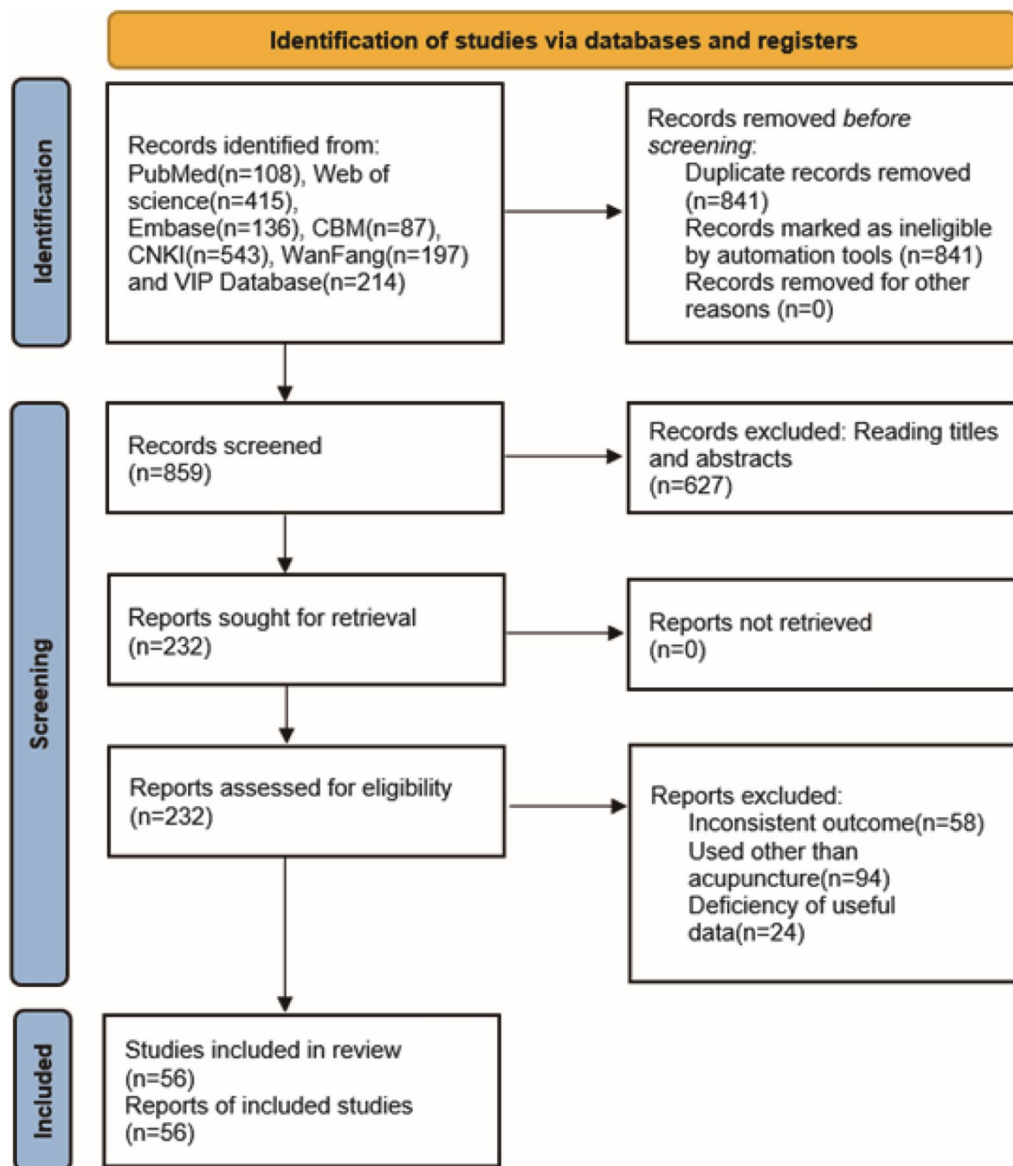 Identification of studies via databases and registers
Identification
Records identified from:
PubMed(n=108), Web of
science(n=415),
Embase(n=136), CBM(n=87),
CNKI(n=543), WanFang(n=197)
and VIP Database(n=214)
Records removed before
screening:
Duplicate records removed
(n=841)
Records marked as ineligible
by automation tools (n=841)
Records removed for other
reasons (n=0)
Screening
Records screened
(n=859)
Records excluded: Reading titles
and abstracts
(n=627)
Reports sought for retrieval
(n=232)
Reports not retrieved
(n=0)
Reports assessed for eligibility
(n=232)
Reports excluded:
Inconsistent outcome(n=58)
Used other than
acupuncture(n=94)
Deficiency of useful
data(n=24)
Included
Studies included in review
(n=56)
Reports of included studies
(n=56)